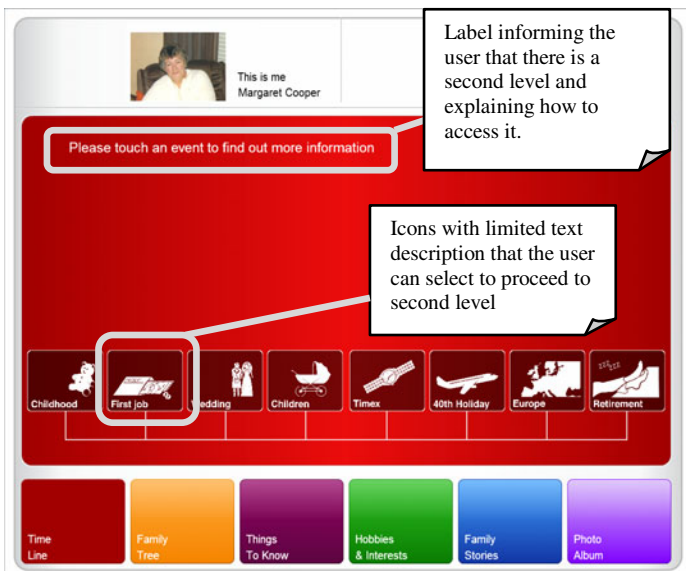 This is me
Margaret Cooper
Label informing the
user that there is a
second level and
explaining how to
access it.
Please touch an event to find out more information
Icons with limited text
description that the user
can select to proceed to
second level
zzz
Childhood
First job
Wedding
Children
Timex
40th Holiday
Europe
Retirement
Time
Line
Family
Tree
Things
To Know
Hobbies
& Interests
Family
Stories
Photo
Album